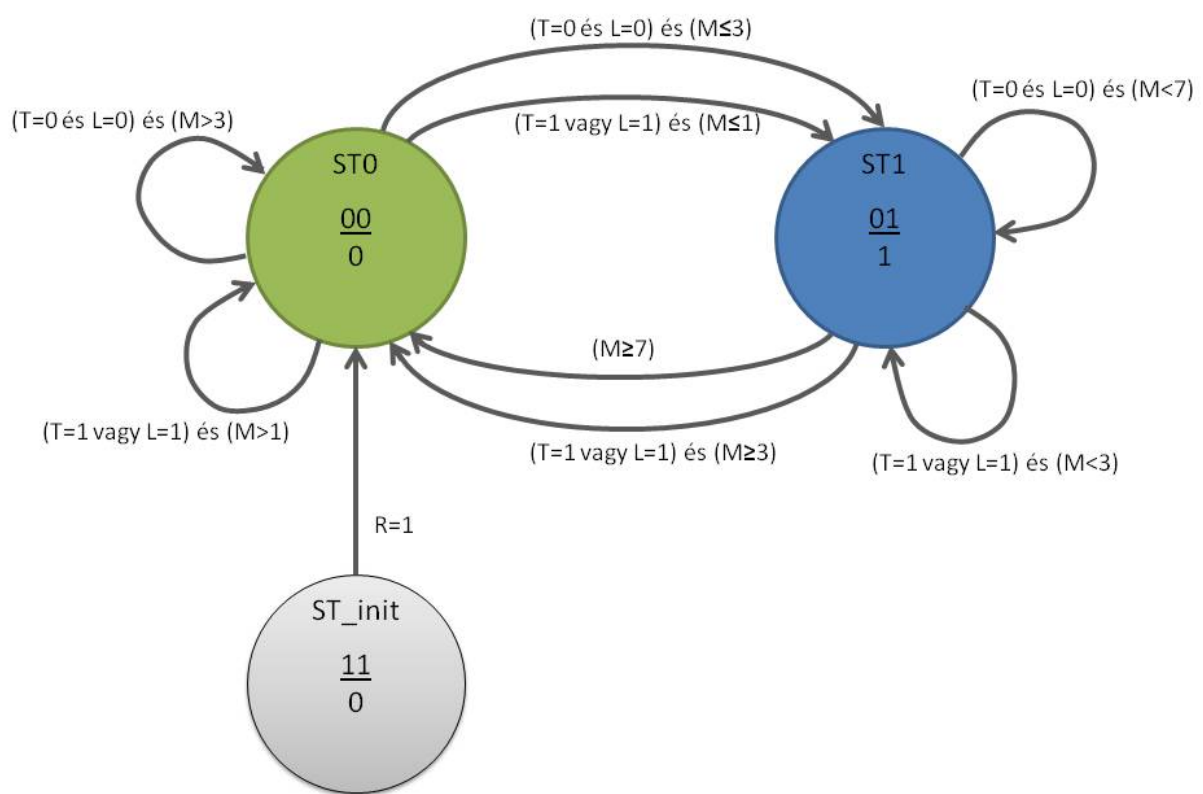 (T=0 és L=0) és (M≤3)
(T=0 és L=0) és (M<7)
(T=0 és L=0) és (M>3)
(T=1 vagy L=1) és (M≤1)
ST0
00
0
ST1
01
1
(M≥7)
(T=1 vagy L=1) és (M>1)
(T=1 vagy L=1) és (M≥3)
(T=1 vagy L=1) és (M<3)
R=1
ST_init
11
0